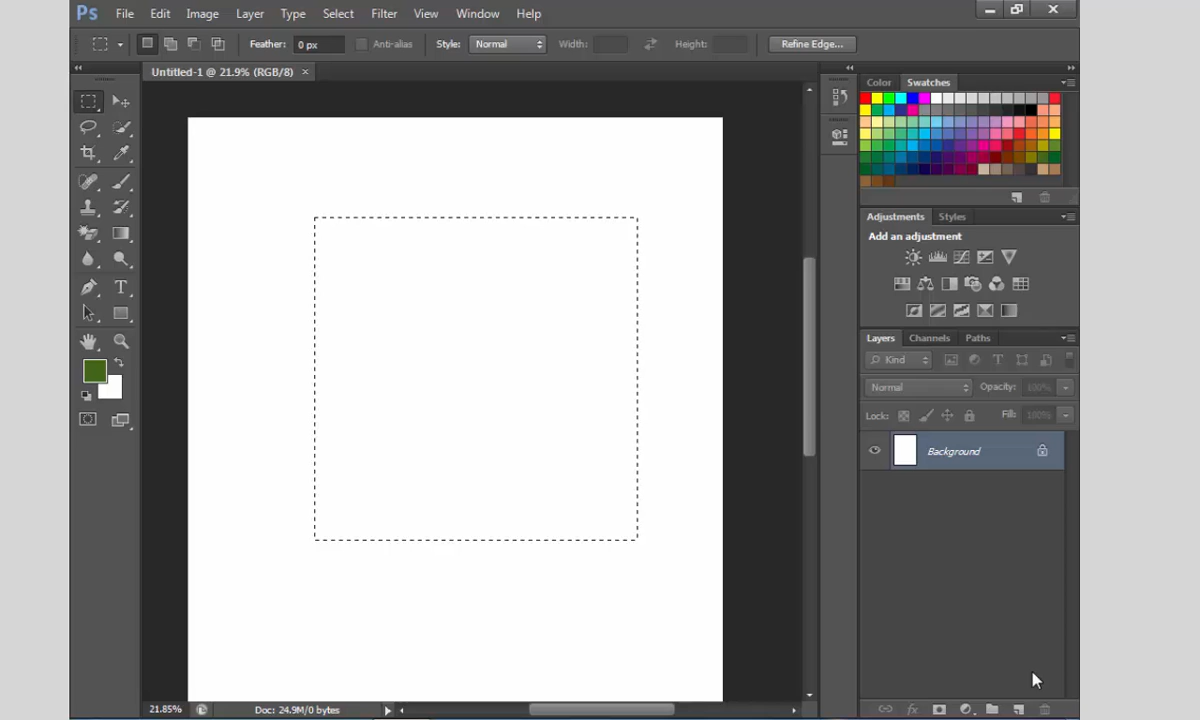 Ps File Edit Image Layer Type Select Filter View Window Help
Feather: 0 px Anti-alias Style: Normal Width: Height: Refine Edge...
Untitled-1 @ 21.9% (RGB/8) ×
Color Swatches
Adjustments Styles
Add an adjustment
Layers Channels Paths
Kind
Normal Opacity: 100%
Lock: Fill: 100%
Background
21.85% Doc: 24.9M/0 bytes